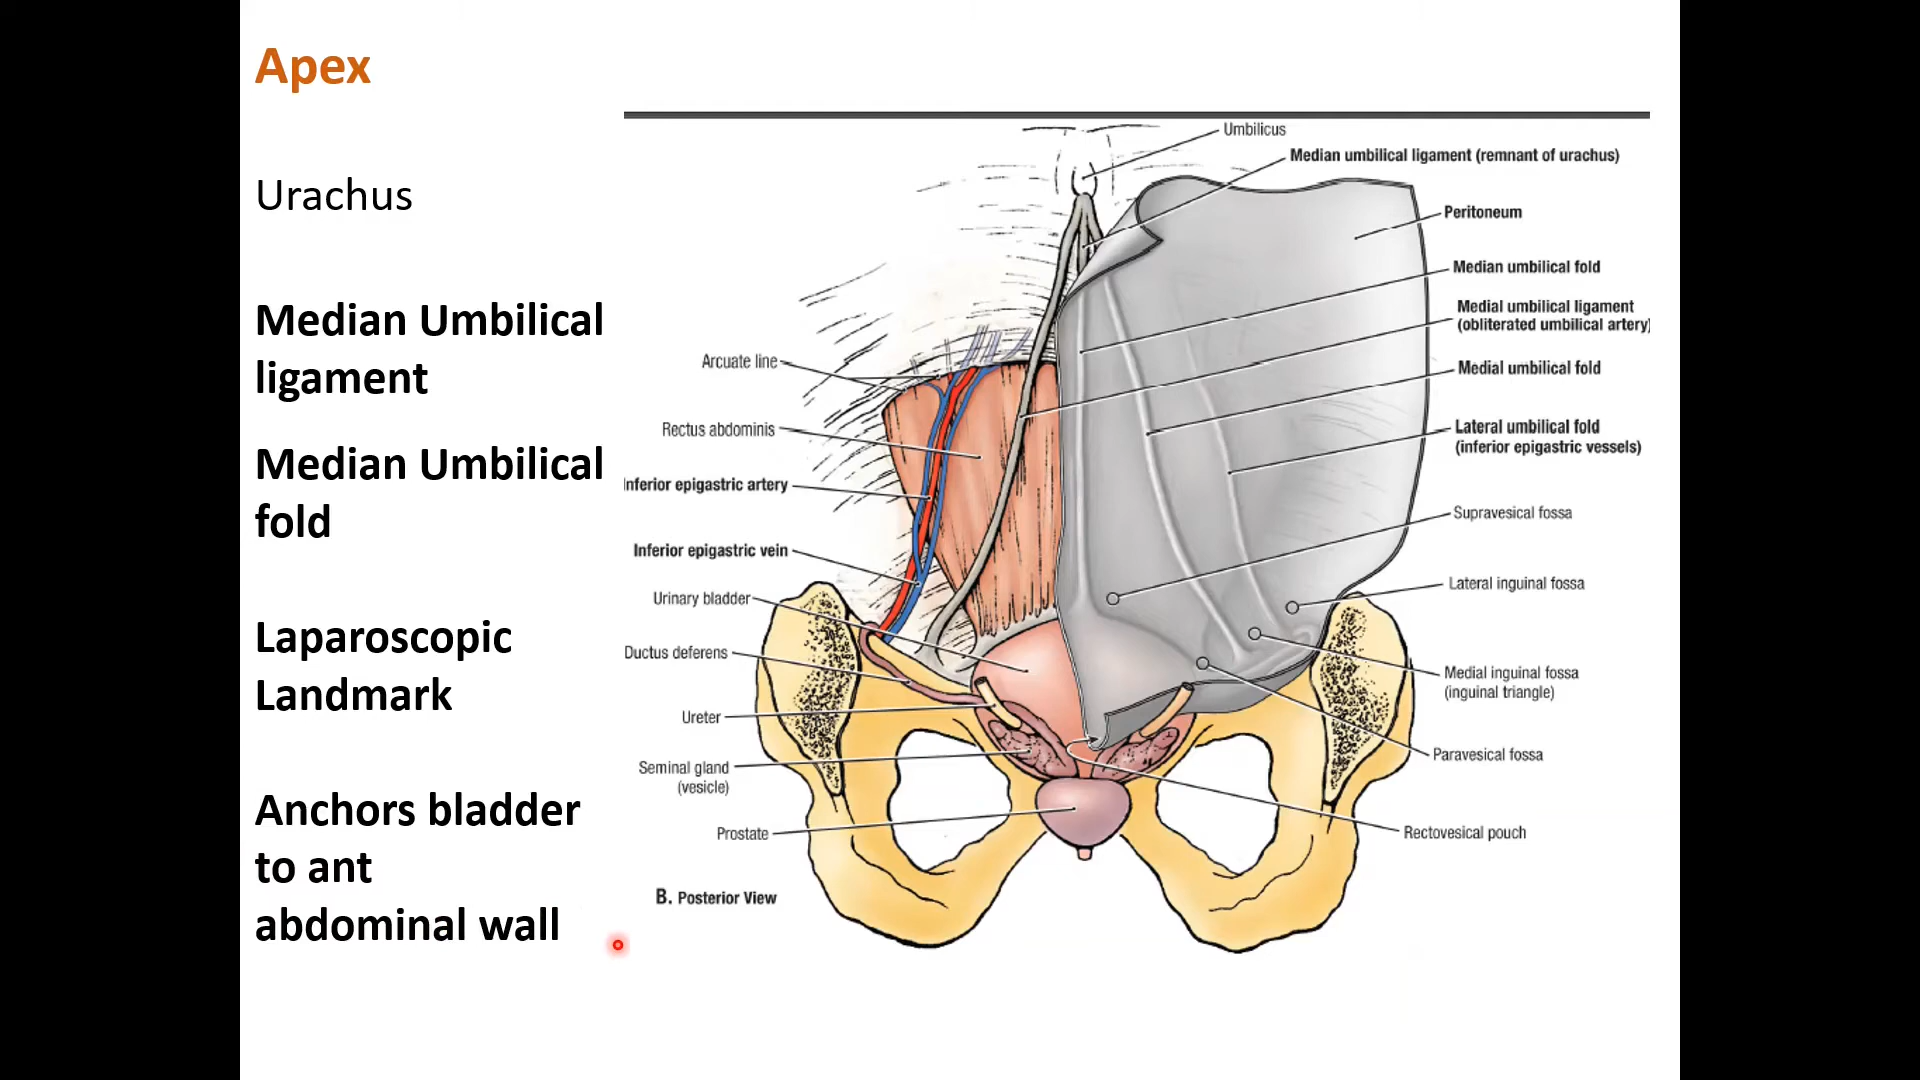 Apex
Urachus
Median Umbilical
ligament
Median Umbilical
fold
Laparoscopic
Landmark
Anchors bladder
to ant
abdominal wall
Umbilicus
Median umbilical ligament (remnant of urachus)
Peritoneum
Median umbilical fold
Medial umbilical ligament
(obliterated umbilical artery)
Medial umbilical fold
Lateral umbilical fold
(inferior epigastric vessels)
Supravesical fossa
Lateral inguinal fossa
Medial inguinal fossa
(inguinal triangle)
Paravesical fossa
Rectovesical pouch
Arcuate line
Rectus abdominis
Inferior epigastric artery
Inferior epigastric vein
Urinary bladder
Ductus deferens
Ureter
Seminal gland
(vesicle)
Prostate
B. Posterior View